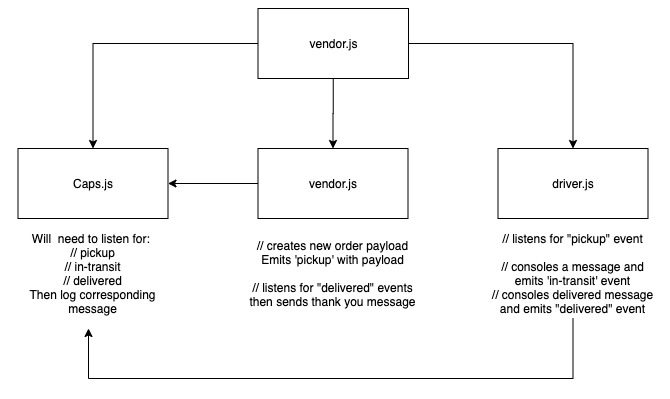 vendor.js
Caps.js
vendor.js
driver.js
Will need to listen for:
// pickup
// in-transit
// delivered
Then log corresponding
message
// creates new order payload
Emits 'pickup' with payload
// listens for "delivered" events
then sends thank you message
// listens for "pickup" event
// consoles a message and
emits 'in-transit' event
// consoles delivered message
and emits "delivered" event